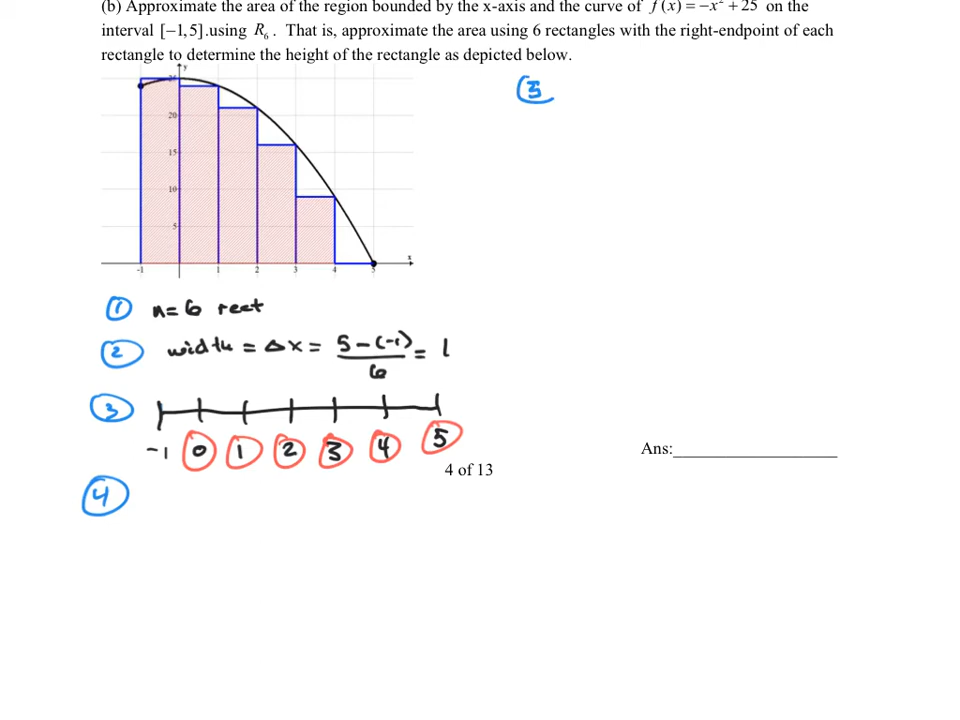 (b) Approximate the area of the region bounded by the x-axis and the curve of f(x) = −x² + 25 on the
interval [−1,5].using R₆. That is, approximate the area using 6 rectangles with the right-endpoint of each
rectangle to determine the height of the rectangle as depicted below.
y
25
20
15
10
5
-1 1 2 3 4 5 x
③
① n = 6 rect
② width = Δx = (5 − (−1))/6 = 1
③
−1 0 1 2 3 4 5
Ans:
4 of 13
④